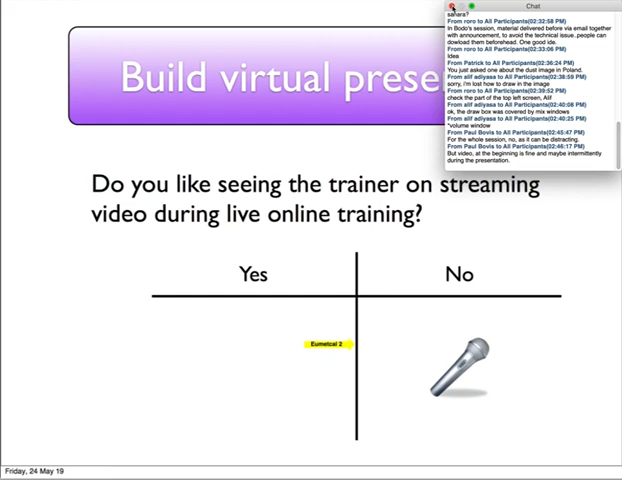 Build virtual prese
Chat
sahara?
From roro to All Participants(02:32:58 PM)
In Bodo's session, material delivered before via email together
with announcement, to avoid the technical issue..people can
dowload them beforehead. One good ide.
From roro to All Participants(02:33:06 PM)
Idea
From Patrick to All Participants(02:36:24 PM)
You just asked one about the dust image in Poland.
From alif adiyasa to All Participants(02:38:59 PM)
sorry, i'm lost how to draw in the image
From roro to All Participants(02:39:52 PM)
check the part of the top left screen, Alif
From alif adiyasa to All Participants(02:40:08 PM)
ok, the draw box was covered by mix windows
From alif adiyasa to All Participants(02:40:25 PM)
*volume window
From Paul Bovis to All Participants(02:45:47 PM)
For the whole session, no, as it can be distracting.
From Paul Bovis to All Participants(02:46:17 PM)
But video, at the beginning is fine and maybe intermittently
during the presentation.
Do you like seeing the trainer on streaming
video during live online training?
Yes
No
Eumetcal 2
Friday, 24 May 19